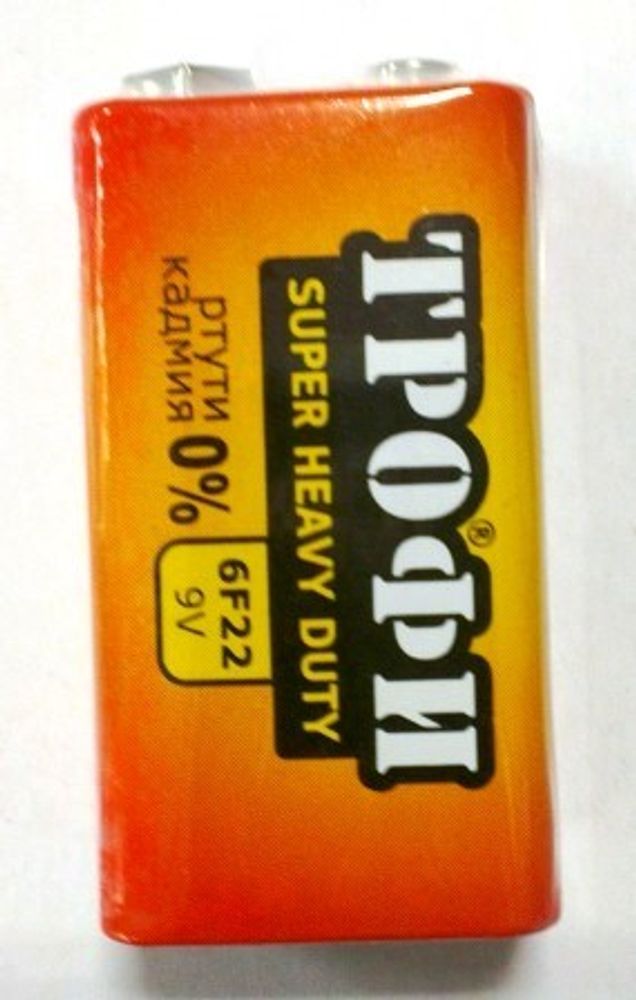 ТРОФИ®
SUPER HEAVY DUTY
6F22
9V
ртути
кадмия 0%